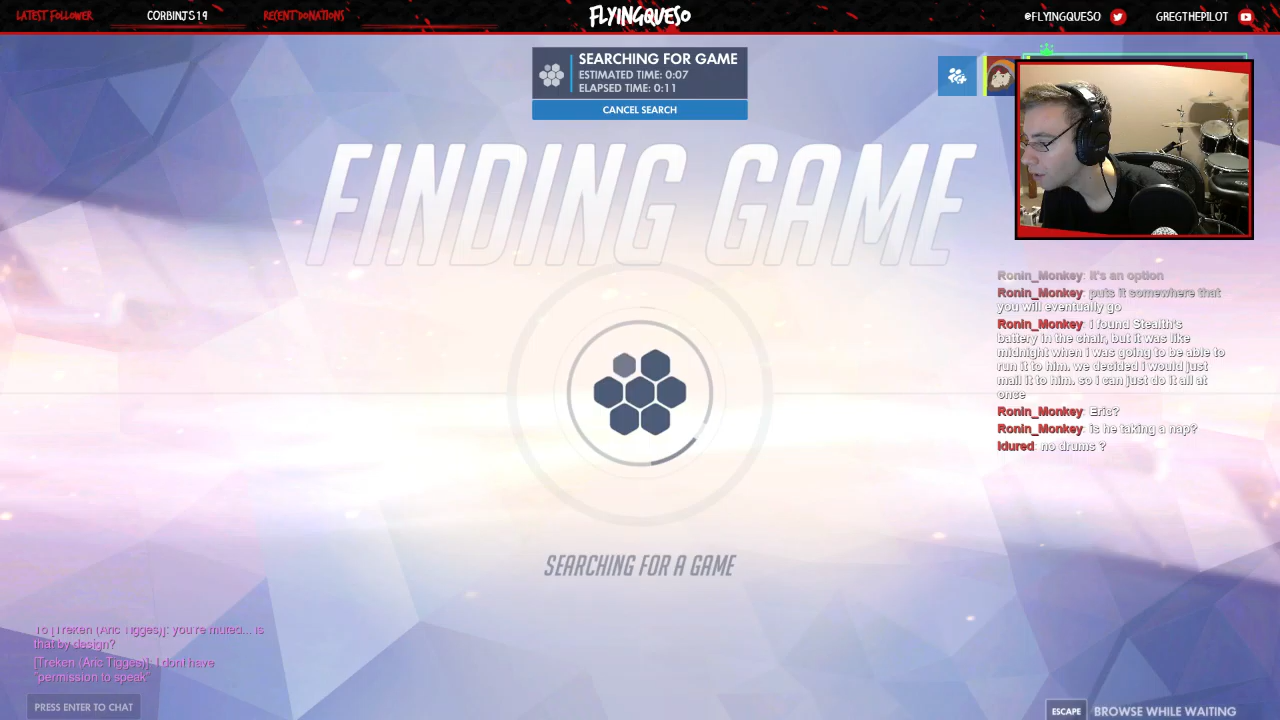 LATEST FOLLOWER
CORBINJS14
RECENT DONATIONS
FLYINGQUESO
@FLYINGQUESO
GREGTHEPILOT
SEARCHING FOR GAME
ESTIMATED TIME: 0:07
ELAPSED TIME: 0:11
CANCEL SEARCH
FINDING GAME
Ronin_Monkey: it's an option
Ronin_Monkey: puts it somewhere that
you will eventually go
Ronin_Monkey: i found Stealth's
battery in the chair, but it was like
midnight when i was going to be able to
run it to him. we decided i would just
mail it to him. so i can just do it all at
once
Ronin_Monkey: Eric?
Ronin_Monkey: is he taking a nap?
Idured: no drums ?
SEARCHING FOR A GAME
To [Treken (Aric Tigges)]: you're muted... is
that by design?
[Treken (Aric Tigges)]: I dont have
"permission to speak"
PRESS ENTER TO CHAT
ESCAPE BROWSE WHILE WAITING